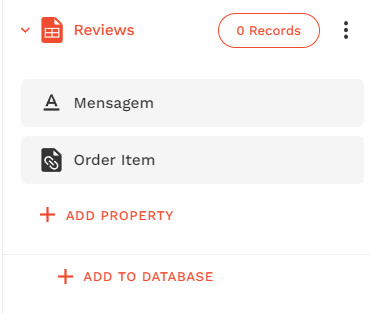 Reviews
0 Records
Mensagem
Order Item
ADD PROPERTY
ADD TO DATABASE